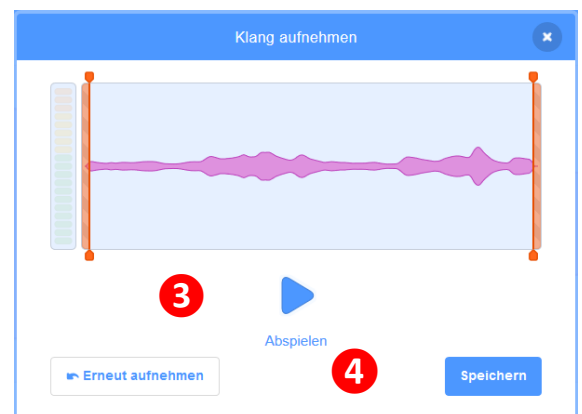 Klang aufnehmen
3
Abspielen
4
Erneut aufnehmen
Speichern